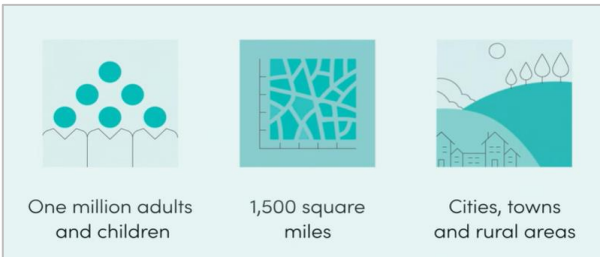 One million adults
and children
1,500 square
miles
Cities, towns
and rural areas